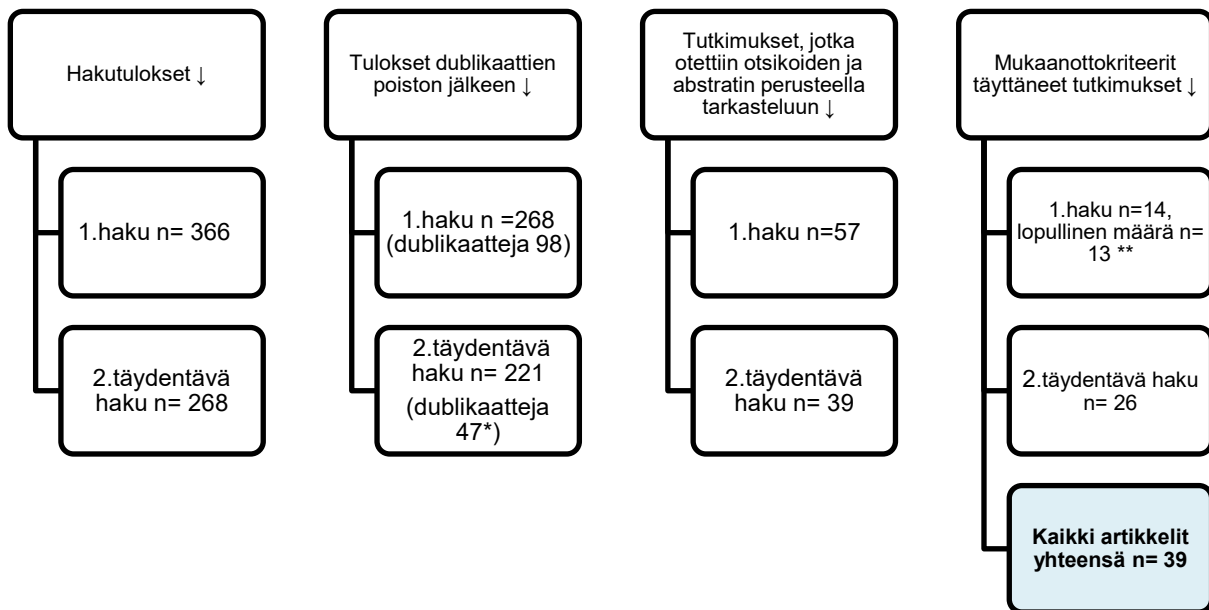 Hakutulokset ↓
1.haku n= 366
2.täydentävä
haku n= 268
Tulokset dublikaattien
poiston jälkeen ↓
1.haku n =268
(dublikaatteja 98)
2.täydentävä
haku n= 221
(dublikaatteja
47*)
Tutkimukset, jotka
otettiin otsikoiden ja
abstratin perusteella
tarkasteluun ↓
1.haku n=57
2.täydentävä
haku n= 39
Mukaanottokriteerit
täyttäneet tutkimukset ↓
1.haku n=14,
lopullinen määrä n=
13 **
2.täydentävä haku
n= 26
Kaikki artikkelit
yhteensä n= 39